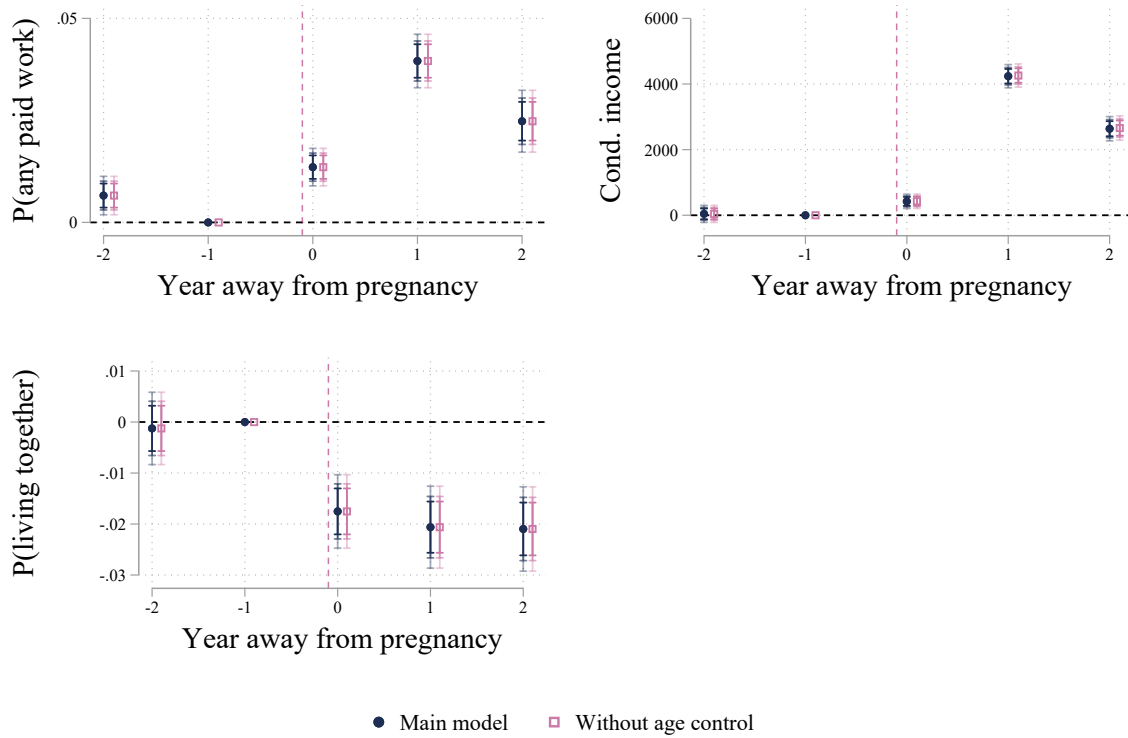 P(any paid work)
.05
0
-2 -1 0 1 2
Year away from pregnancy
Cond. income
6000
4000
2000
0
-2 -1 0 1 2
Year away from pregnancy
P(living together)
.01
0
-.01
-.02
-.03
-2 -1 0 1 2
Year away from pregnancy
Main model
Without age control